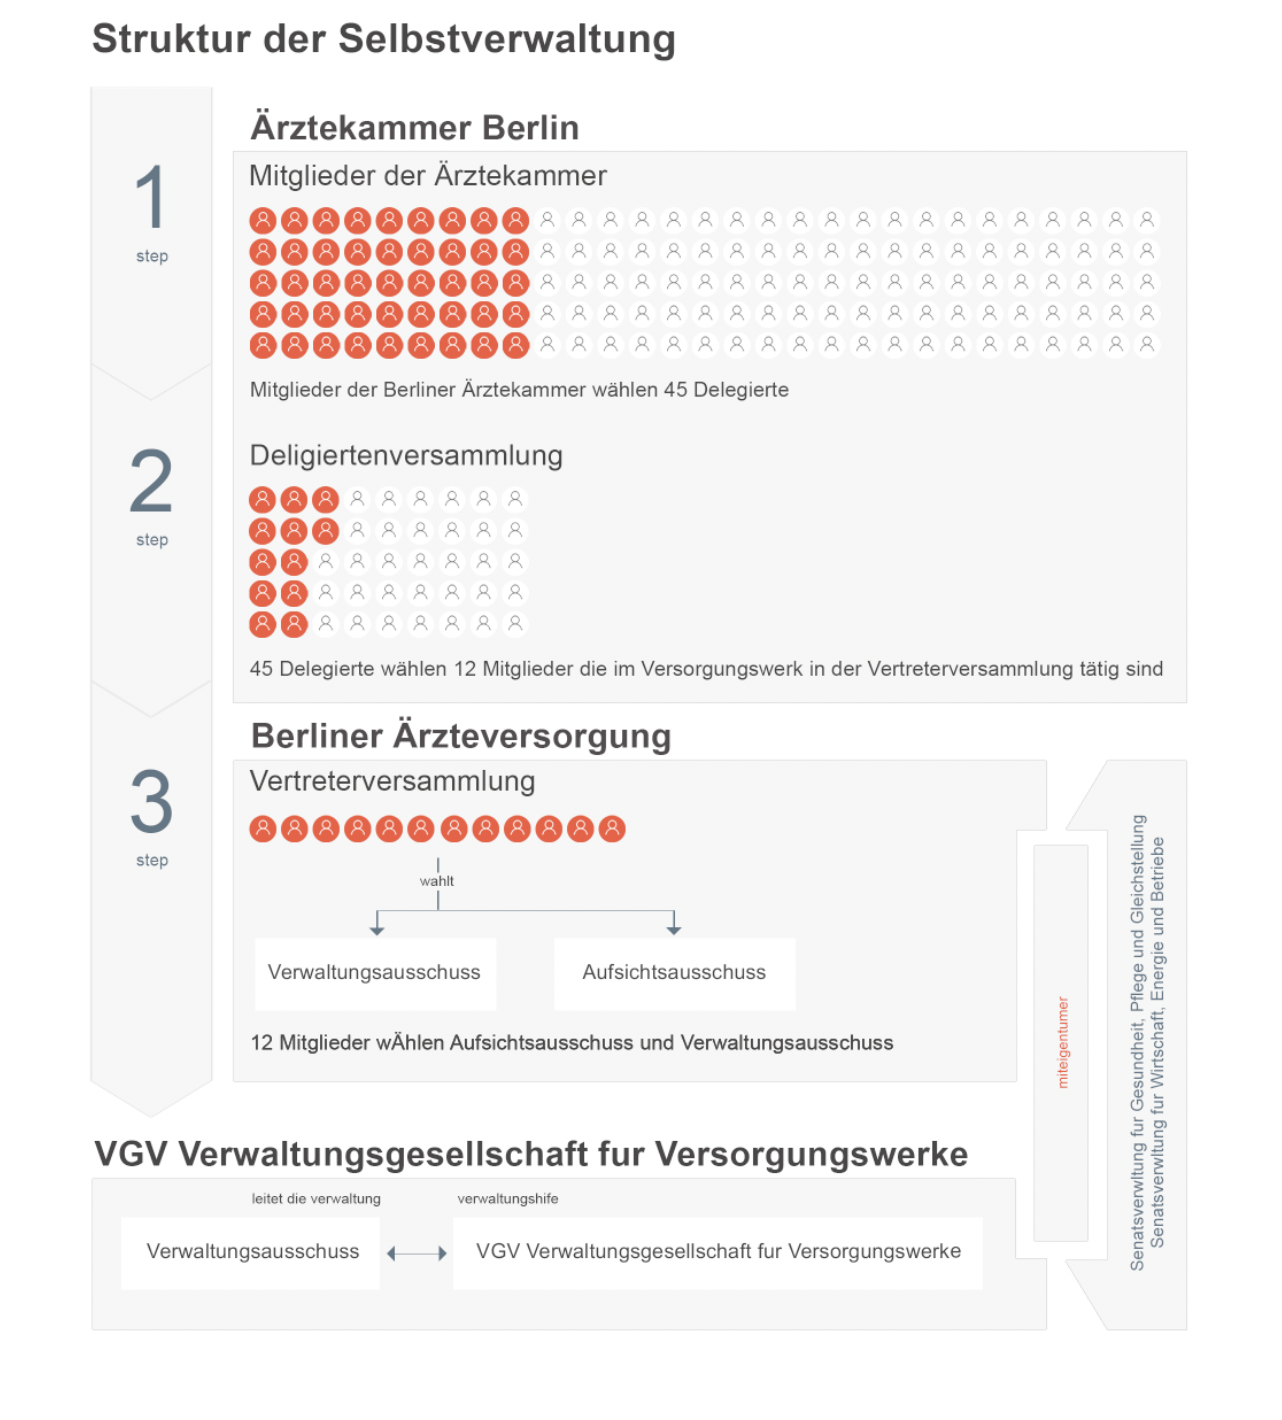 Struktur der Selbstverwaltung
1
step
Ärztekammer Berlin
Mitglieder der Ärztekammer
Mitglieder der Berliner Ärztekammer wählen 45 Delegierte
2
step
Deligiertenversammlung
45 Delegierte wählen 12 Mitglieder die im Versorgungswerk in der Vertreterversammlung tätig sind
3
step
Berliner Ärzteversorgung
Vertreterversammlung
wahlt
Verwaltungsausschuss
Aufsichtsausschuss
12 Mitglieder wÄhlen Aufsichtsausschuss und Verwaltungsausschuss
miteigentumer
Senatsverwltung fur Gesundheit, Pflege und Gleichstellung
Senatsverwltung fur Wirtschaft, Energie und Betriebe
VGV Verwaltungsgesellschaft fur Versorgungswerke
leitet die verwaltung
verwaltungshife
Verwaltungsausschuss
VGV Verwaltungsgesellschaft fur Versorgungswerke